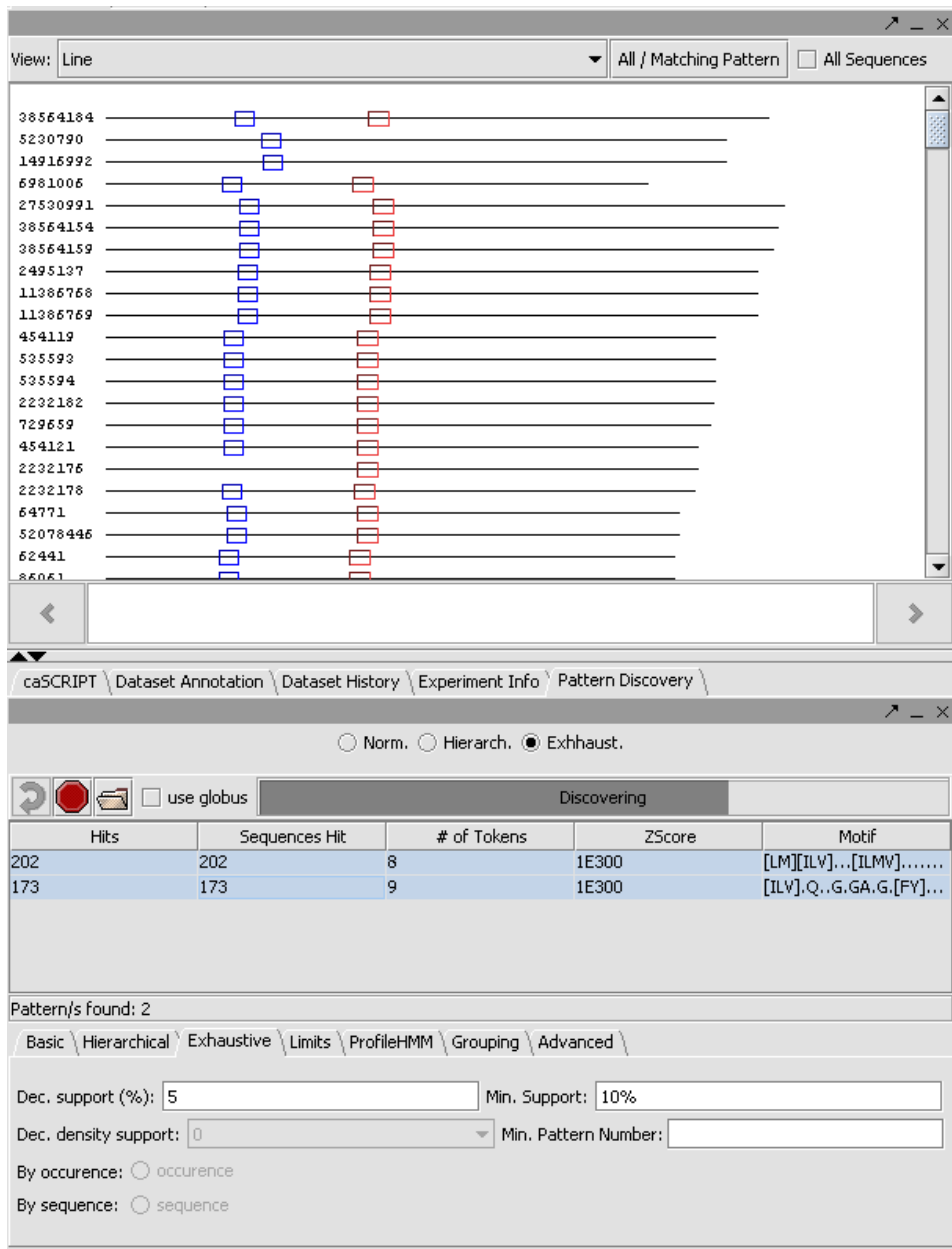 View: Line All / Matching Pattern All Sequences
38564184
5230790
14916992
6981006
27530991
38564154
38564159
2495137
11386768
11386769
454119
535593
535594
2232182
729659
454121
2232176
2232178
64771
52078446
62441
86061
caSCRIPT Dataset Annotation Dataset History Experiment Info Pattern Discovery
Norm. Hierarch. Exhhaust.
use globus Discovering
Hits Sequences Hit # of Tokens ZScore Motif
202 202 8 1E300 [LM][ILV]...[ILMV].......
173 173 9 1E300 [ILV].Q..G.GA.G.[FY]...
Pattern/s found: 2
Basic Hierarchical Exhaustive Limits ProfileHMM Grouping Advanced
Dec. support (%): 5 Min. Support: 10%
Dec. density support: 0 Min. Pattern Number:
By occurence: occurence
By sequence: sequence